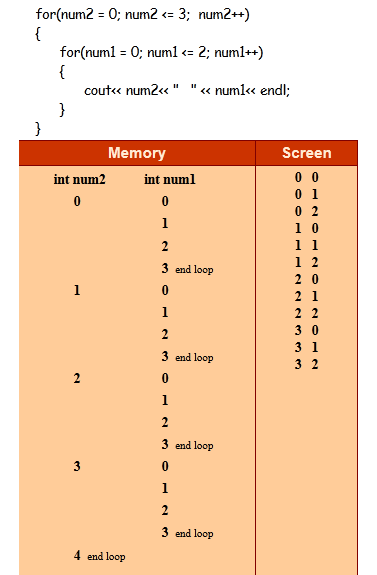 for(num2 = 0; num2 <= 3;  num2++)
{
for(num1 = 0; num1 <= 2; num1++)
{
cout<< num2<< "   " << num1<< endl;
}
}
Memory Screen
int num2 int num1 0 0
0 0 0 1
1 0 2
2 1 0
3 end loop 1 1
1 0 1 2
1 2 0
2 2 1
3 end loop 2 2
2 0 3 0
1 3 1
2 3 2
3 end loop
3 0
1
2
3 end loop
4 end loop